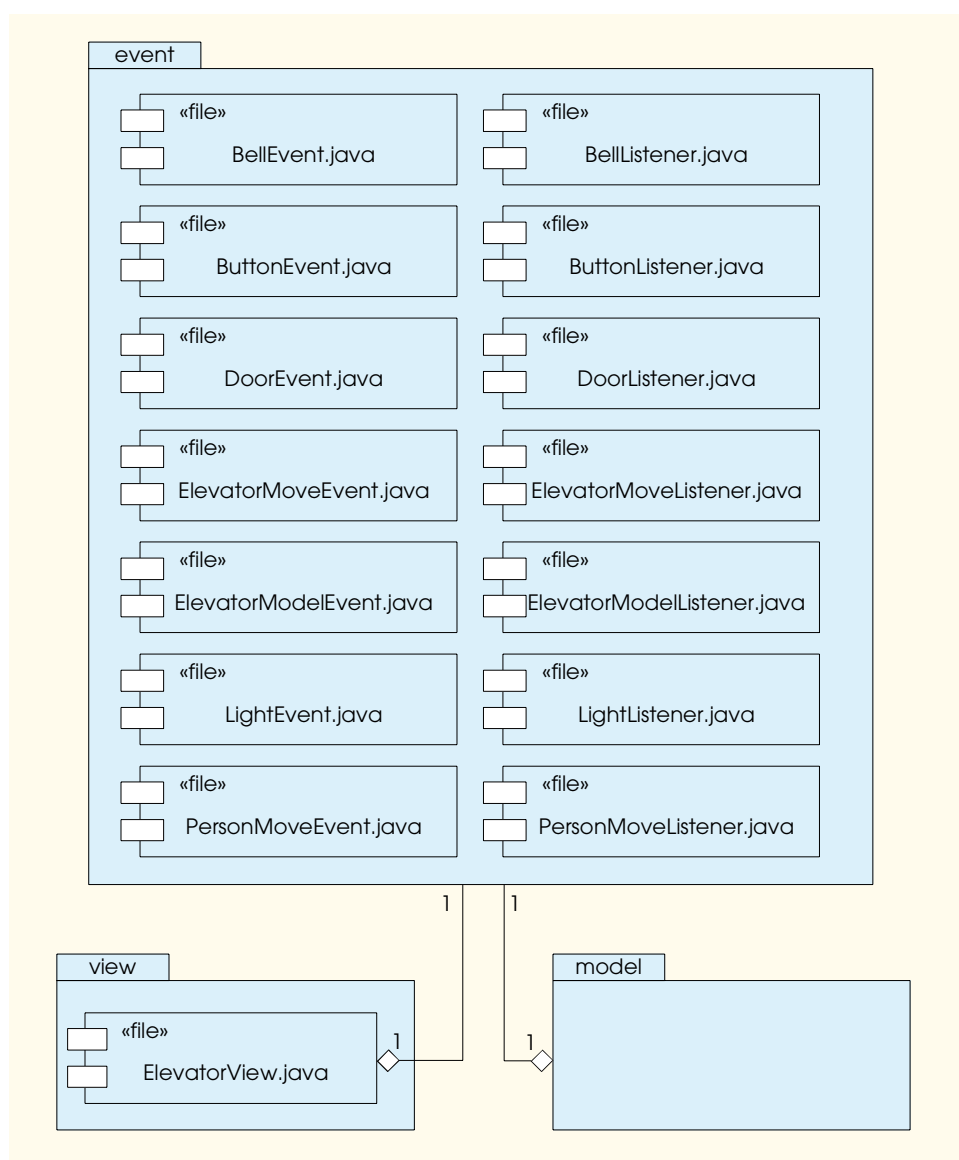 event
«file» «file»
BellEvent.java BellListener.java
«file» «file»
ButtonEvent.java ButtonListener.java
«file» «file»
DoorEvent.java DoorListener.java
«file» «file»
ElevatorMoveEvent.java ElevatorMoveListener.java
«file» «file»
ElevatorModelEvent.java ElevatorModelListener.java
«file» «file»
LightEvent.java LightListener.java
«file» «file»
PersonMoveEvent.java PersonMoveListener.java
1 1
view model
«file»
1 1
ElevatorView.java